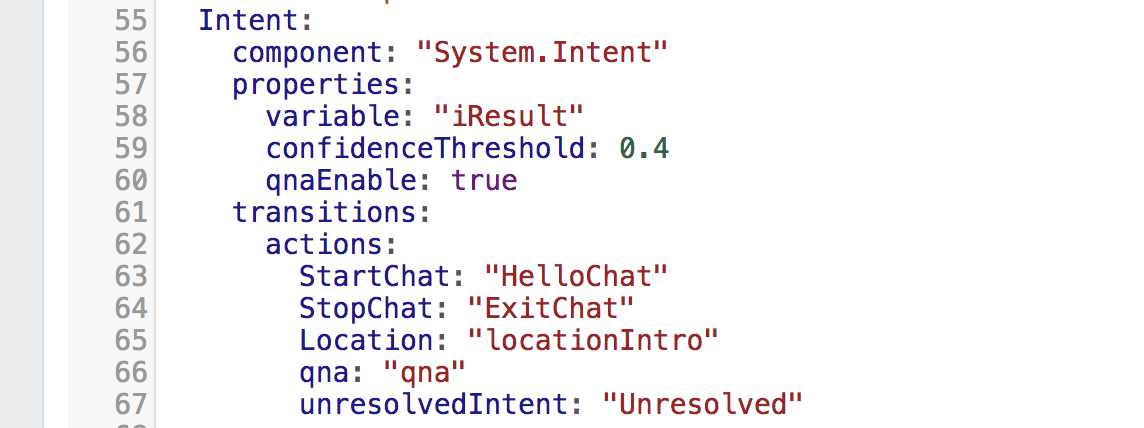 55 Intent:
56 component: "System.Intent"
57 properties:
58 variable: "iResult"
59 confidenceThreshold: 0.4
60 qnaEnable: true
61 transitions:
62 actions:
63 StartChat: "HelloChat"
64 StopChat: "ExitChat"
65 Location: "locationIntro"
66 qna: "qna"
67 unresolvedIntent: "Unresolved"